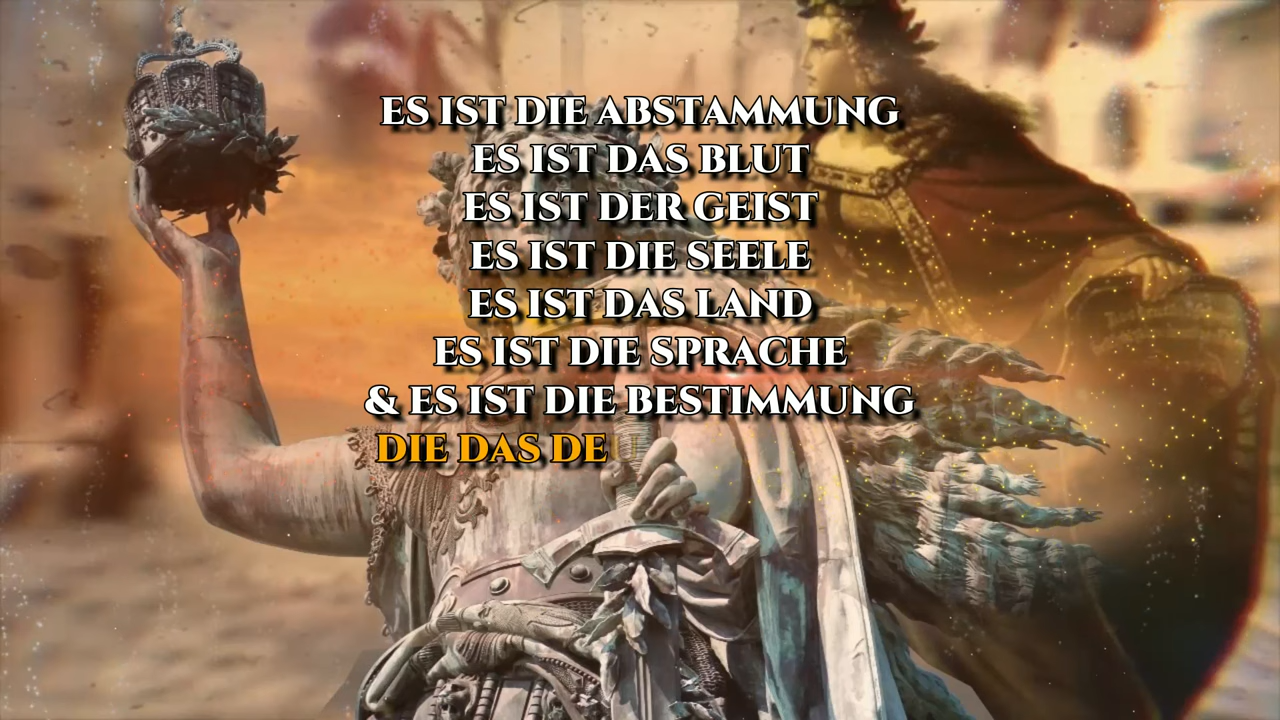 ES IST DIE ABSTAMMUNG
ES IST DAS BLUT
ES IST DER GEIST
ES IST DIE SEELE
ES IST DAS LAND
ES IST DIE SPRACHE
& ES IST DIE BESTIMMUNG
DIE DAS DEU